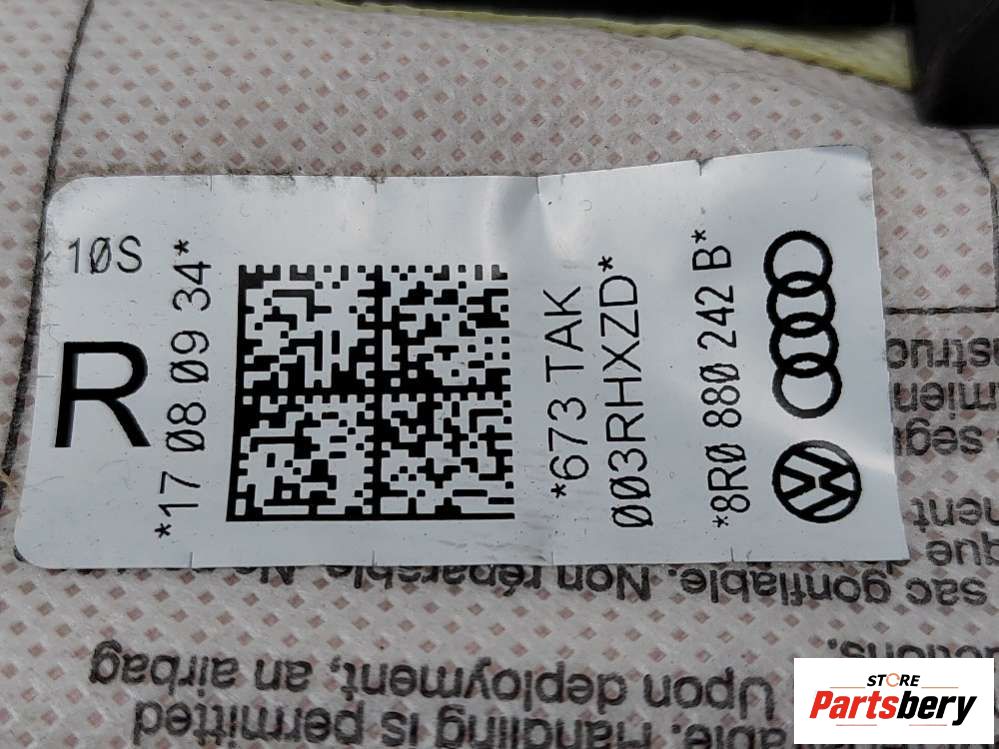 10S
R
*17 08 09 34*
*673 TAK
003RHXZD*
*8R0 880 242 B*
sac gonflable. Non réparable.
que
Upon deployment, an airbag
Handling is permitted
STORE
Partsbery